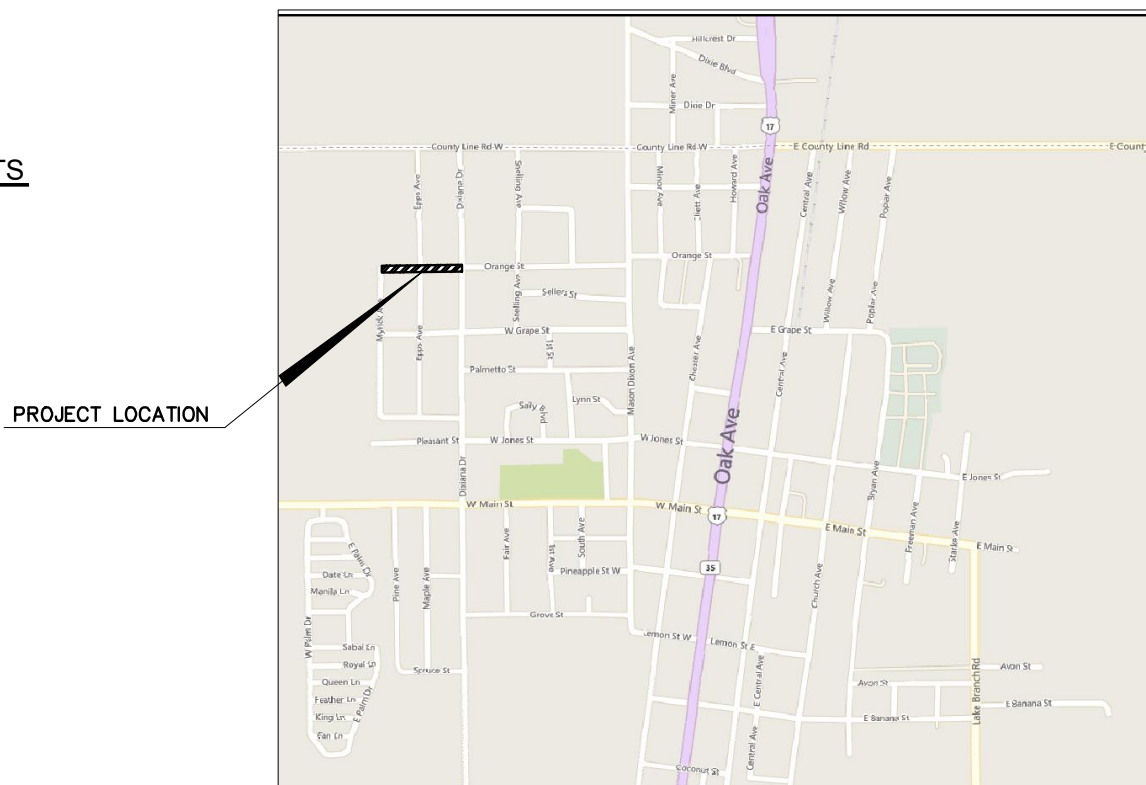 Hillcrest Dr
Dixie Blvd
Miner Ave
Dixie Dr
17
County Line Rd W
County Line Rd W
E County Line Rd
E County
TS
Epps Ave
Dixiana Dr
Snelling Ave
Minor Ave
Eliett Ave
Howard Ave
Oak Ave
Central Ave
Willow Ave
Poplar Ave
Orange St
Orange St
Myrick Ave
Epps Ave
Snelling Ave
Sellers St
W Grape St
1st St
Mason Dixon Ave
Chester Ave
E Grape St
Central Ave
Willow Ave
Poplar Ave
Palmetto St
Sally Blvd
Lynn St
PROJECT LOCATION
Pleasant St
W Jones St
W Jones St
Oak Ave
Bryan Ave
E Jones St
Dixiana Dr
W Main St
W Main St
17
E Main St
E Main St
Freeman Ave
Starke Ave
E Palm Dr
Pine Ave
Maple Ave
Fair Ave
1st Ave
South Ave
Pineapple St W
35
Church Ave
Date Ln
Manila Ln
W Palm Dr
Grove St
Lemon St W
Lemon St E
Sabal Ln
Royal Ln
Queen Ln
Feather Ln
King Ln
Fan Ln
E Palm Dr
Spruce St
E Central Ave
Central Ave
Avon St
Avon St
Lake Branch Rd
E Banana St
E Banana St
Coconut St